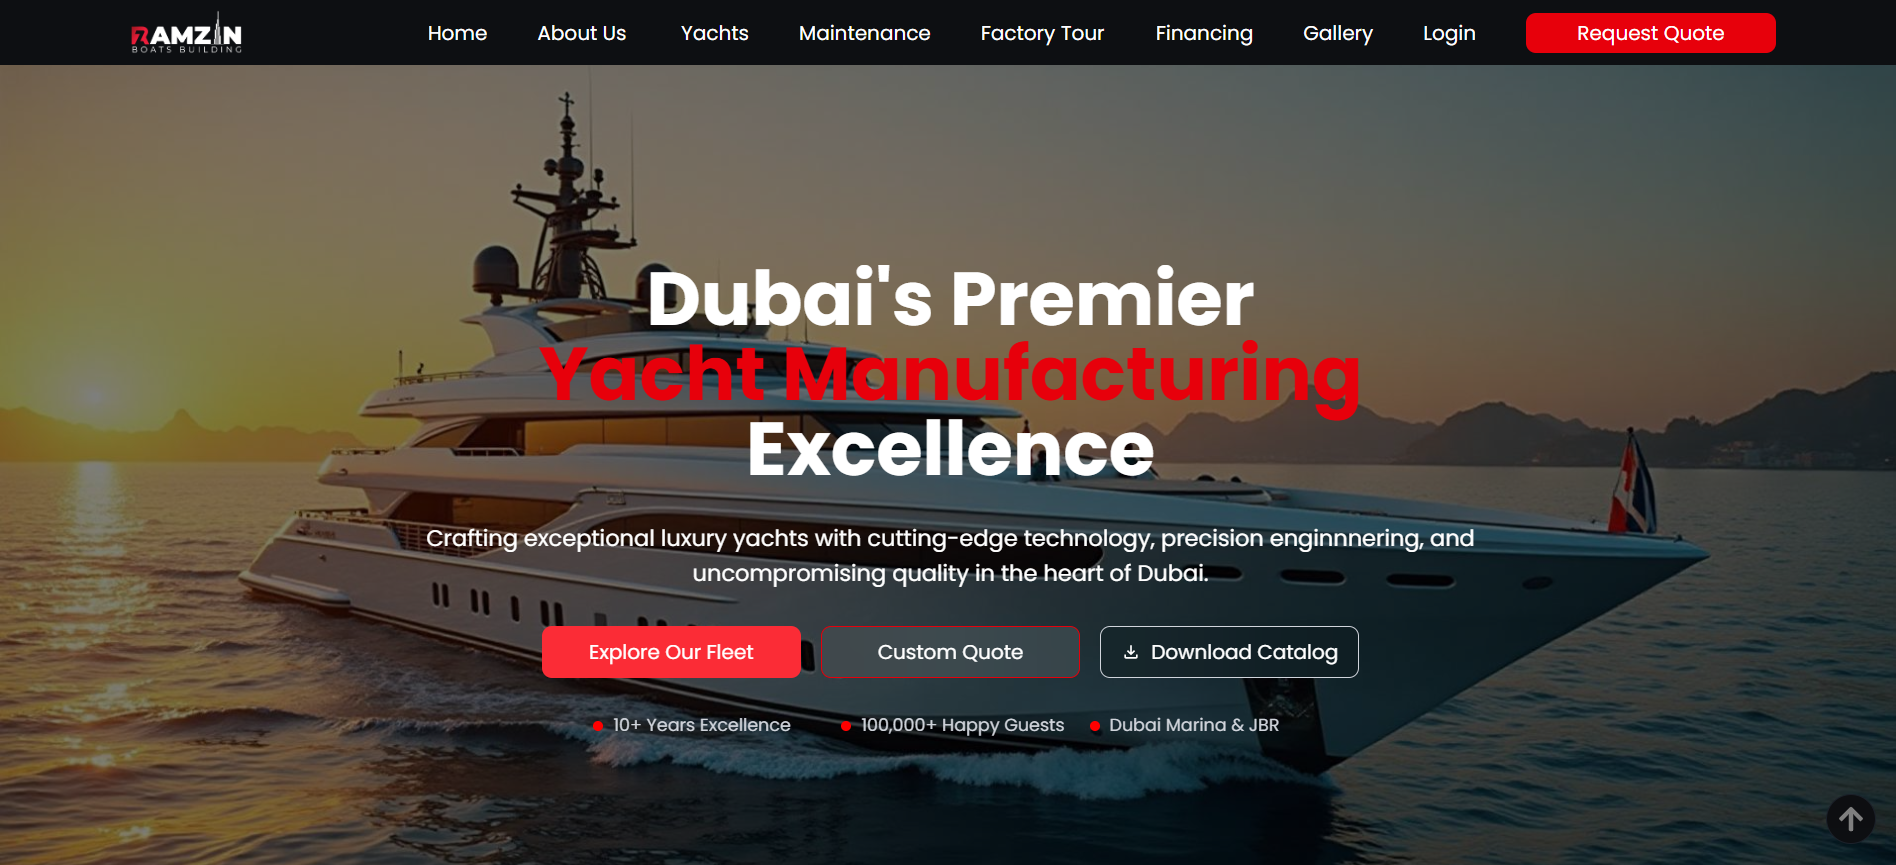 RAMZAN
BOATS BUILDING
Home
About Us
Yachts
Maintenance
Factory Tour
Financing
Gallery
Login
Request Quote
Dubai's Premier
Yacht Manufacturing
Excellence
Crafting exceptional luxury yachts with cutting-edge technology, precision enginnnering, and
uncompromising quality in the heart of Dubai.
Explore Our Fleet
Custom Quote
Download Catalog
10+ Years Excellence
100,000+ Happy Guests
Dubai Marina & JBR